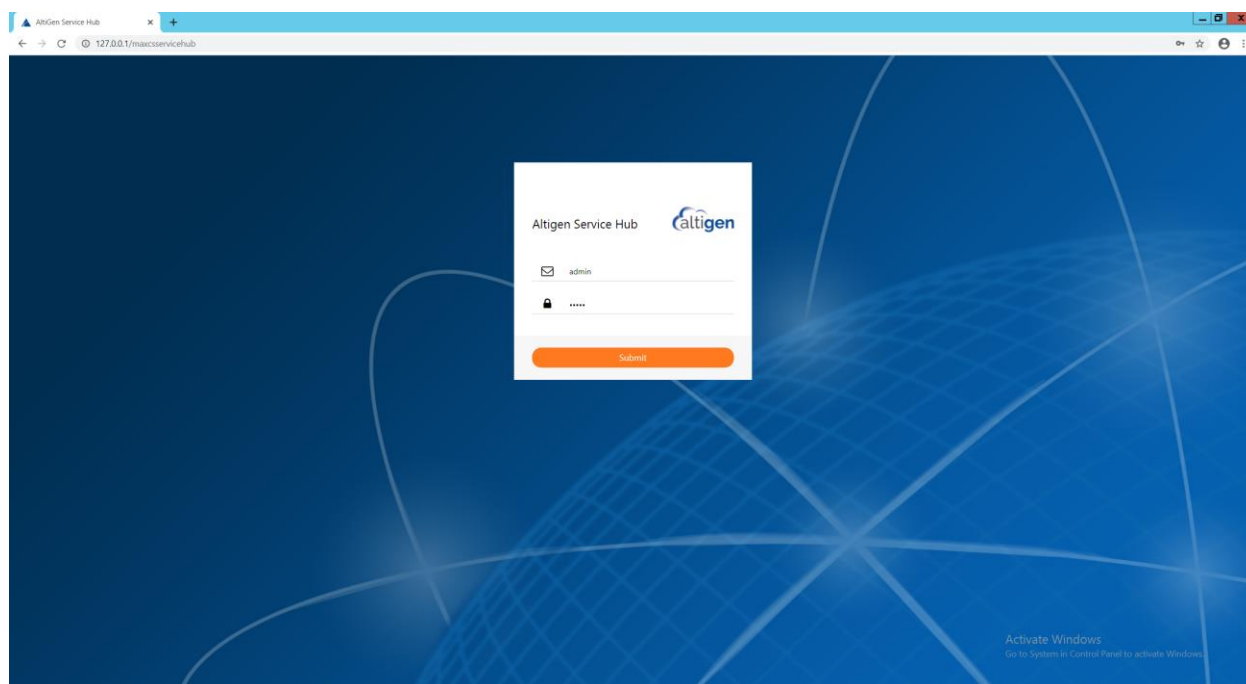 AltiGen Service Hub
127.0.0.1/maxcsservicehub
Altigen Service Hub
altigen
admin
•••••
Submit
Activate Windows
Go to System in Control Panel to activate Windows.